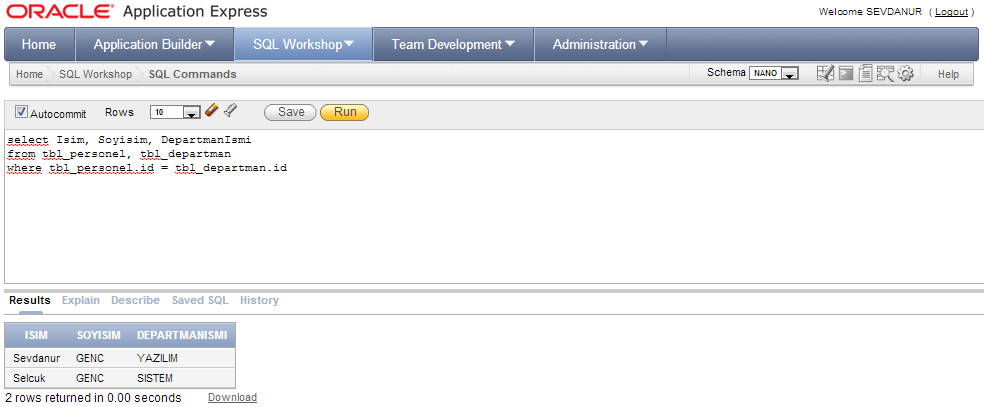 ORACLE® Application Express
Welcome SEVDANUR ( Logout )
Home Application Builder SQL Workshop Team Development Administration
Home SQL Workshop SQL Commands Schema NANO Help
Autocommit Rows 10 Save Run
select Isim, Soyisim, DepartmanIsmi
from tbl_personel, tbl_departman
where tbl_personel.id = tbl_departman.id
Results Explain Describe Saved SQL History
ISIM SOYISIM DEPARTMANISMI
Sevdanur GENC YAZILIM
Selcuk GENC SISTEM
2 rows returned in 0.00 seconds Download